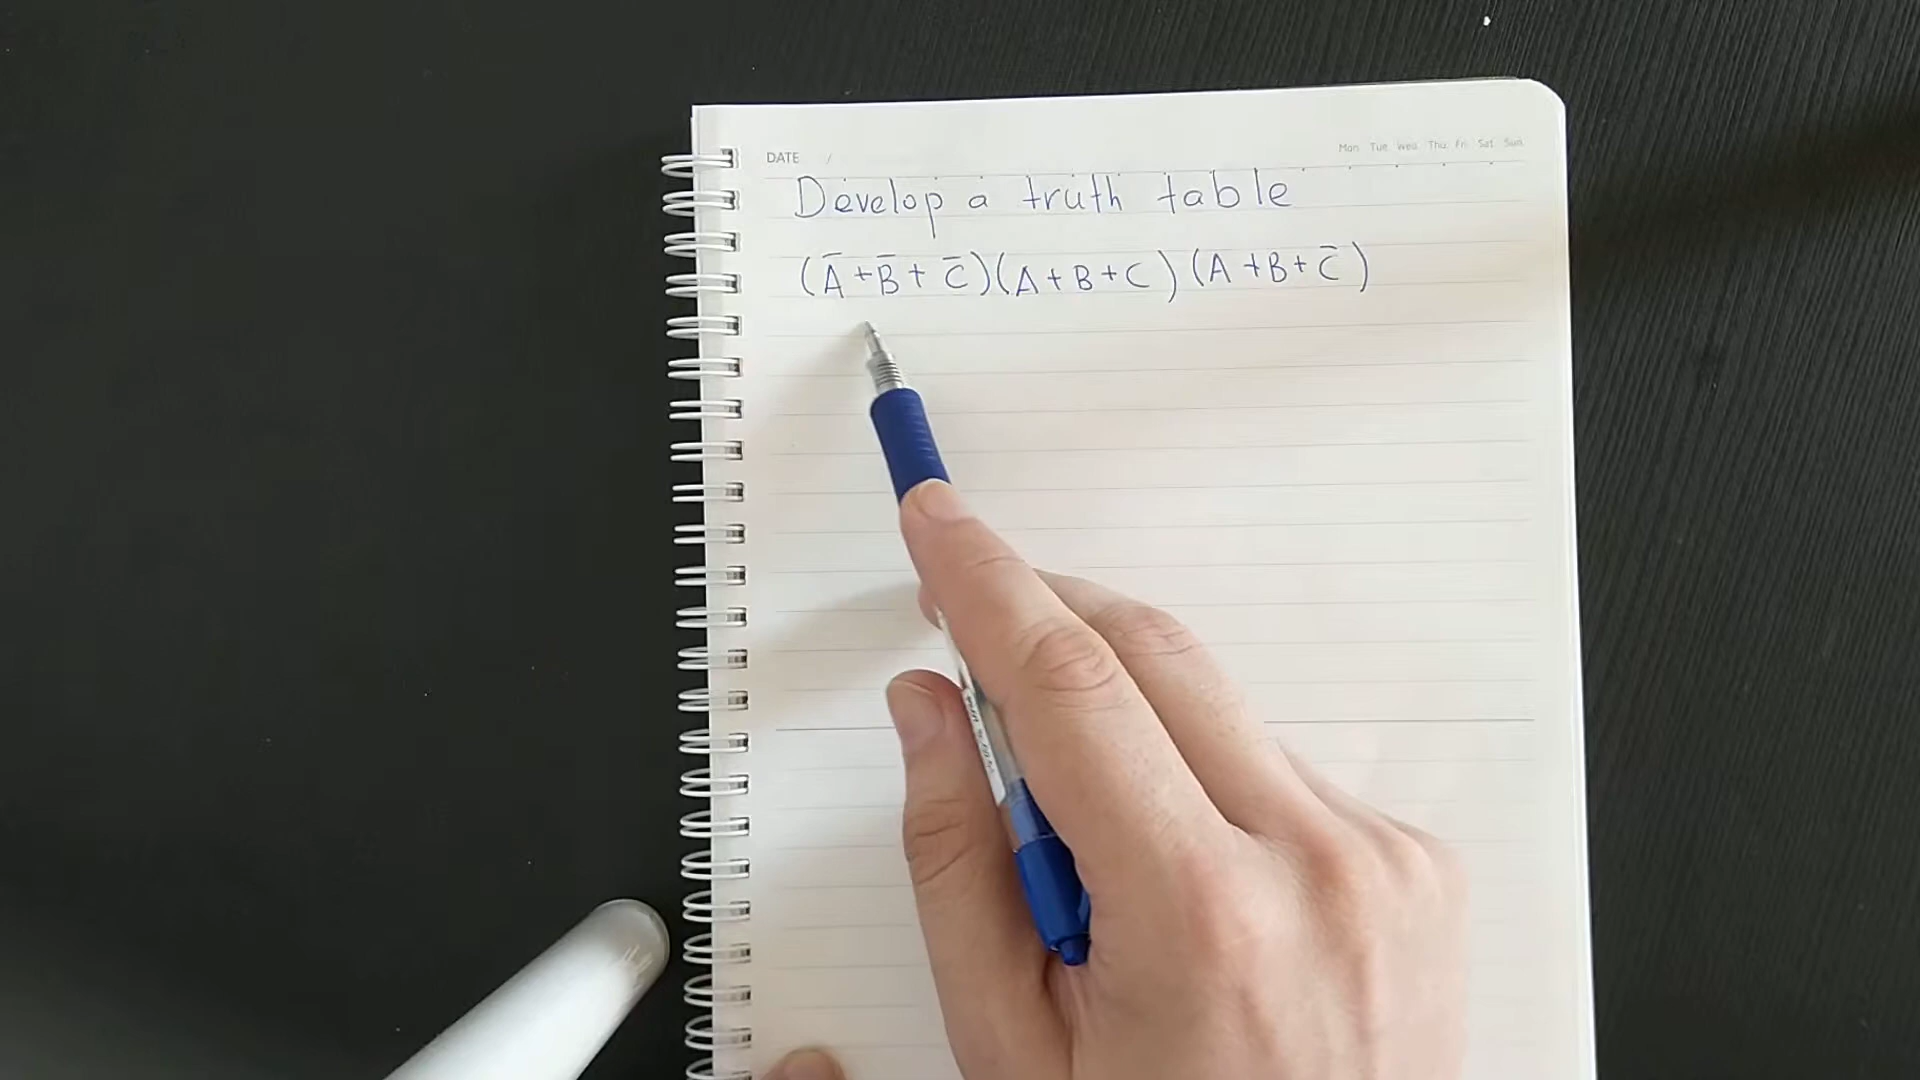 DATE /
Mon Tue Wed Thu Fri Sat Sun
Develop a truth table
(A̅+B̅+C̅)(A+B+C)(A+B+C̅)